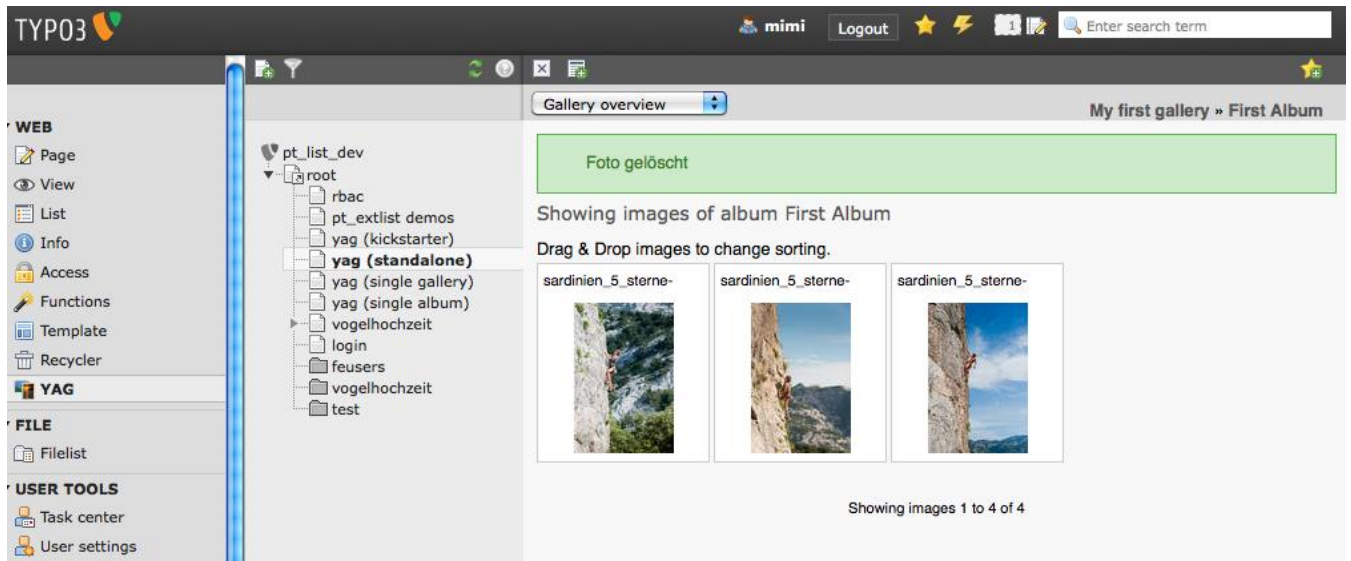 TYPO3
mimi
Logout
1
Enter search term
Gallery overview
My first gallery » First Album
WEB
Page
View
List
Info
Access
Functions
Template
Recycler
YAG
FILE
Filelist
USER TOOLS
Task center
User settings
pt_list_dev
root
rbac
pt_extlist demos
yag (kickstarter)
yag (standalone)
yag (single gallery)
yag (single album)
vogelhochzeit
login
feusers
vogelhochzeit
test
Foto gelöscht
Showing images of album First Album
Drag & Drop images to change sorting.
sardinien_5_sterne-
sardinien_5_sterne-
sardinien_5_sterne-
Showing images 1 to 4 of 4